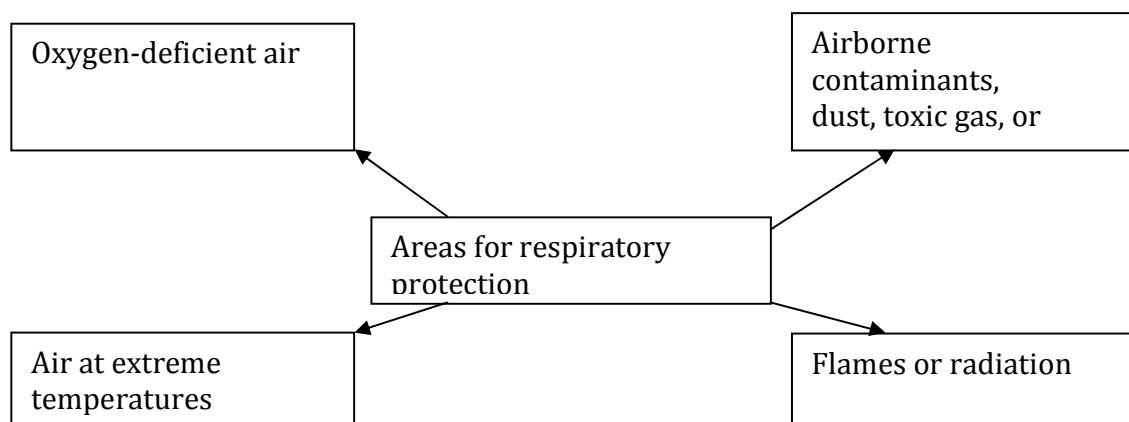 Oxygen-deficient air
Airborne
contaminants,
dust, toxic gas, or
Areas for respiratory
protection
Air at extreme
temperatures
Flames or radiation